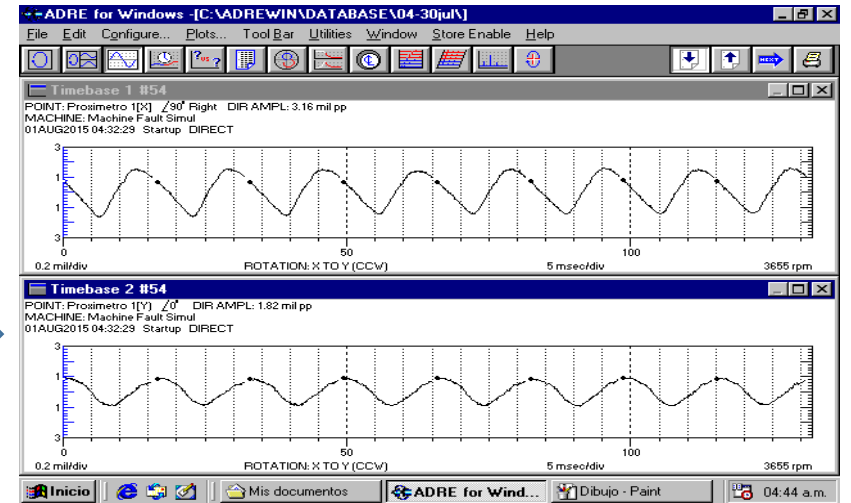 ADRE for Windows -[C:\ADREWIN\DATABASE\04-30jul\]
File Edit Configure... Plots... Tool Bar Utilities Window Store Enable Help
?vs? NEXT
Timebase 1 #54
POINT: Proximetro 1[X] ∠90° Right DIR AMPL: 3.16 mil pp
MACHINE: Machine Fault Simul
01AUG2015 04:32:29 Startup DIRECT
3
1
1
3
0 50 100
0.2 mil/div ROTATION: X TO Y (CCW) 5 msec/div 3655 rpm
Timebase 2 #54
POINT: Proximetro 1[Y) ∠0° DIR AMPL: 1.82 mil pp
MACHINE: Machine Fault Simul
01AUG2015 04:32:29 Startup DIRECT
3
1
1
3
0 50 100
0.2 mil/div ROTATION: X TO Y (CCW) 5 msec/div 3655 rpm
Inicio Mis documentos ADRE for Wind... Dibujo - Paint 04:44 a.m.